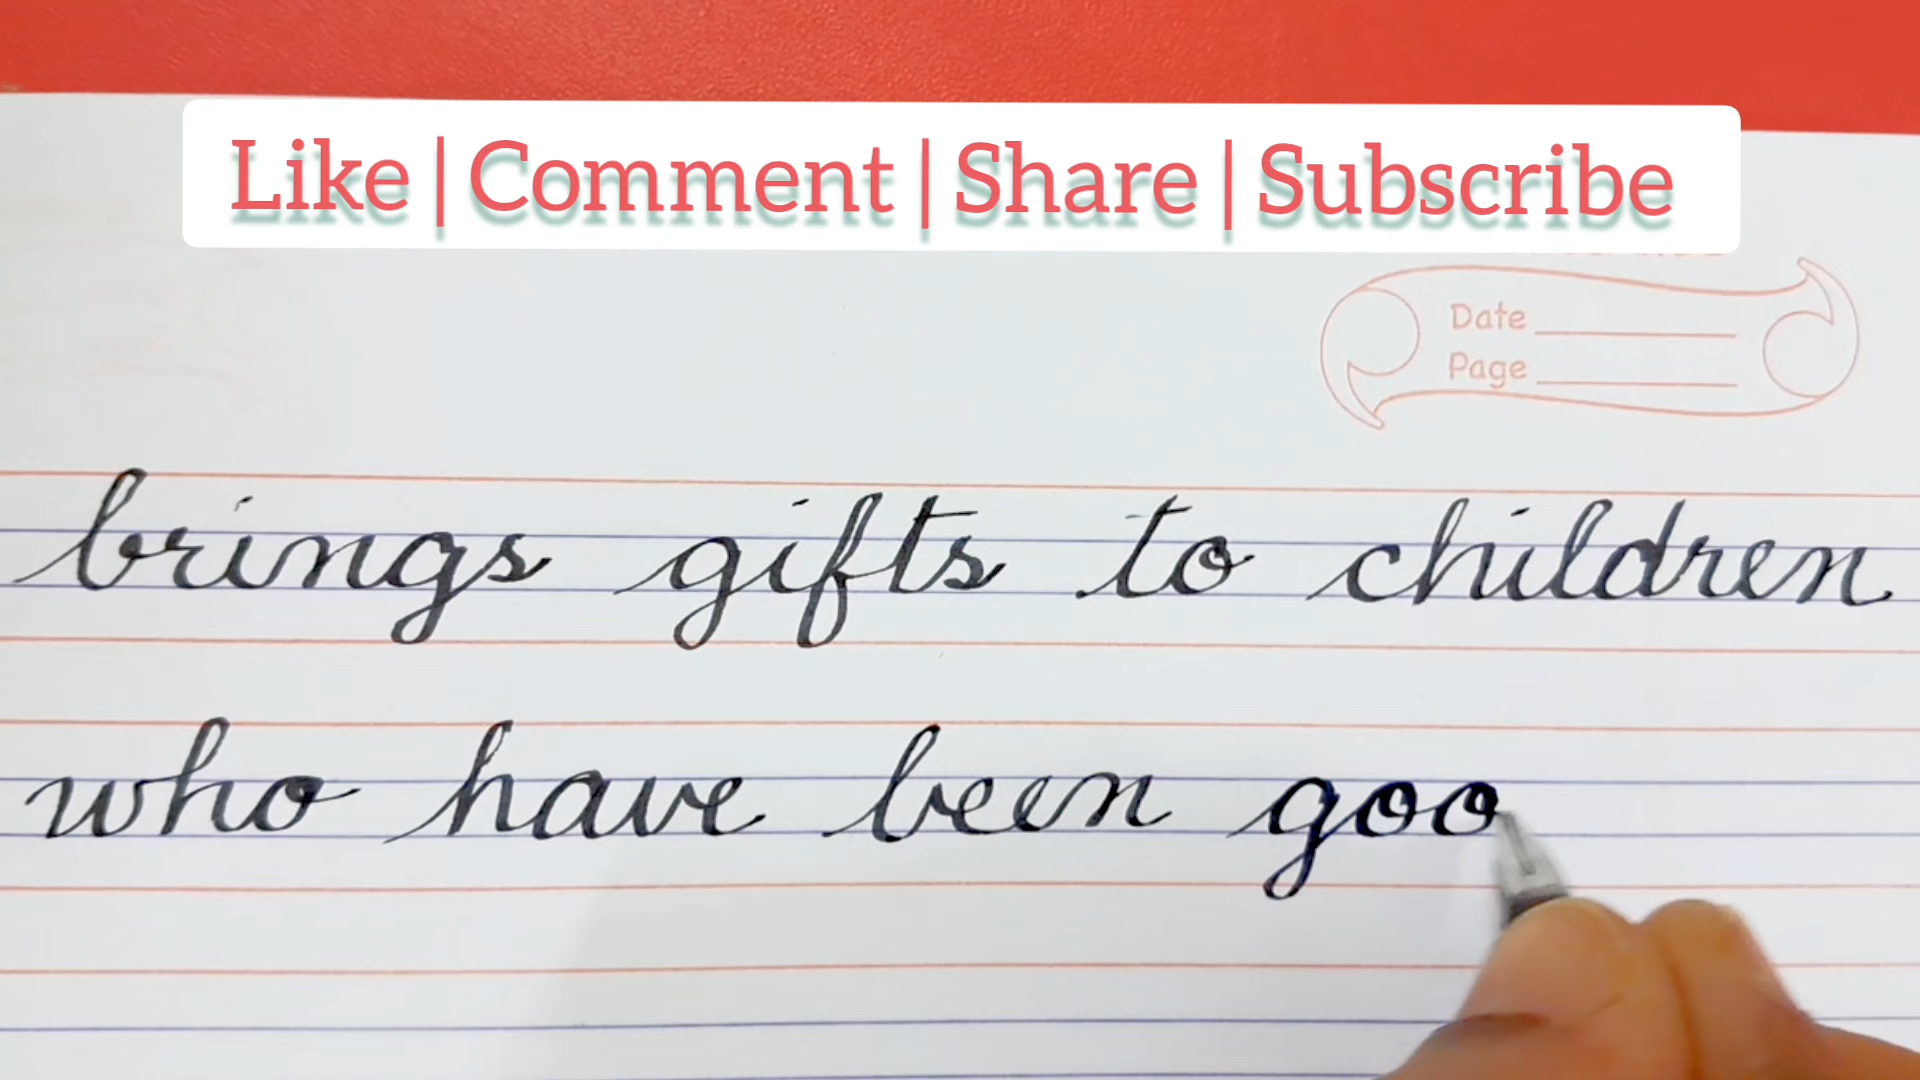 Like | Comment | Share | Subscribe
Date
Page
brings gifts to children
who have been goo